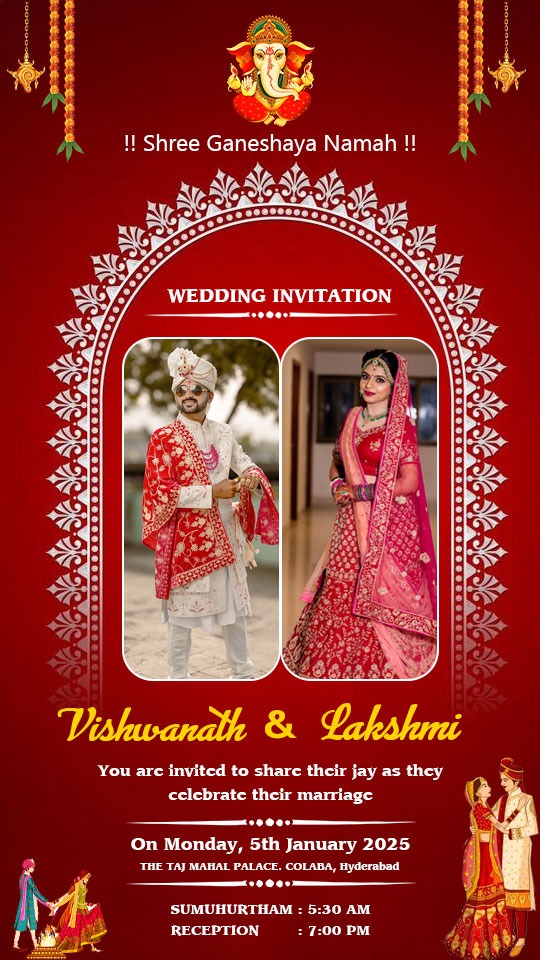 !! Shree Ganeshaya Namah !!
WEDDING INVITATION
Vishwanath & Lakshmi
You are invited to share their jay as they
celebrate their marriage
On Monday, 5th January 2025
THE TAJ MAHAL PALACE. COLABA, Hyderabad
SUMUHURTHAM : 5:30 AM
RECEPTION : 7:00 PM